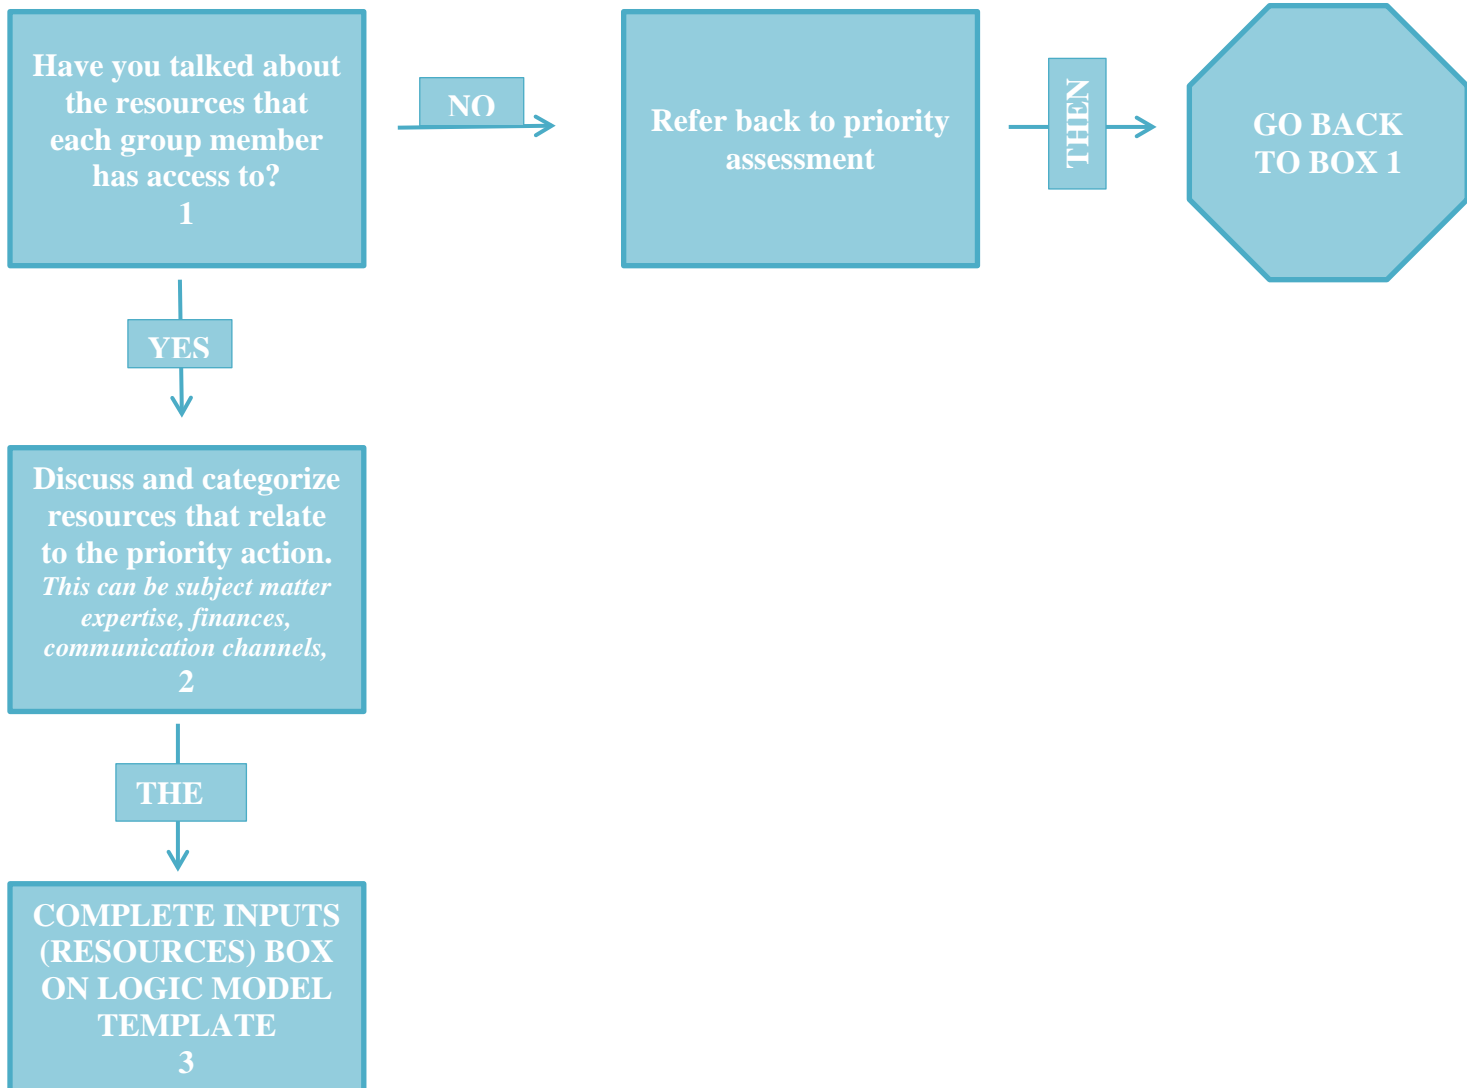 Have you talked about
the resources that
each group member
has access to?
1
NO
Refer back to priority
assessment
THEN
GO BACK
TO BOX 1
YES
Discuss and categorize
resources that relate
to the priority action.
This can be subject matter
expertise, finances,
communication channels,
2
THE
COMPLETE INPUTS
(RESOURCES) BOX
ON LOGIC MODEL
TEMPLATE
3